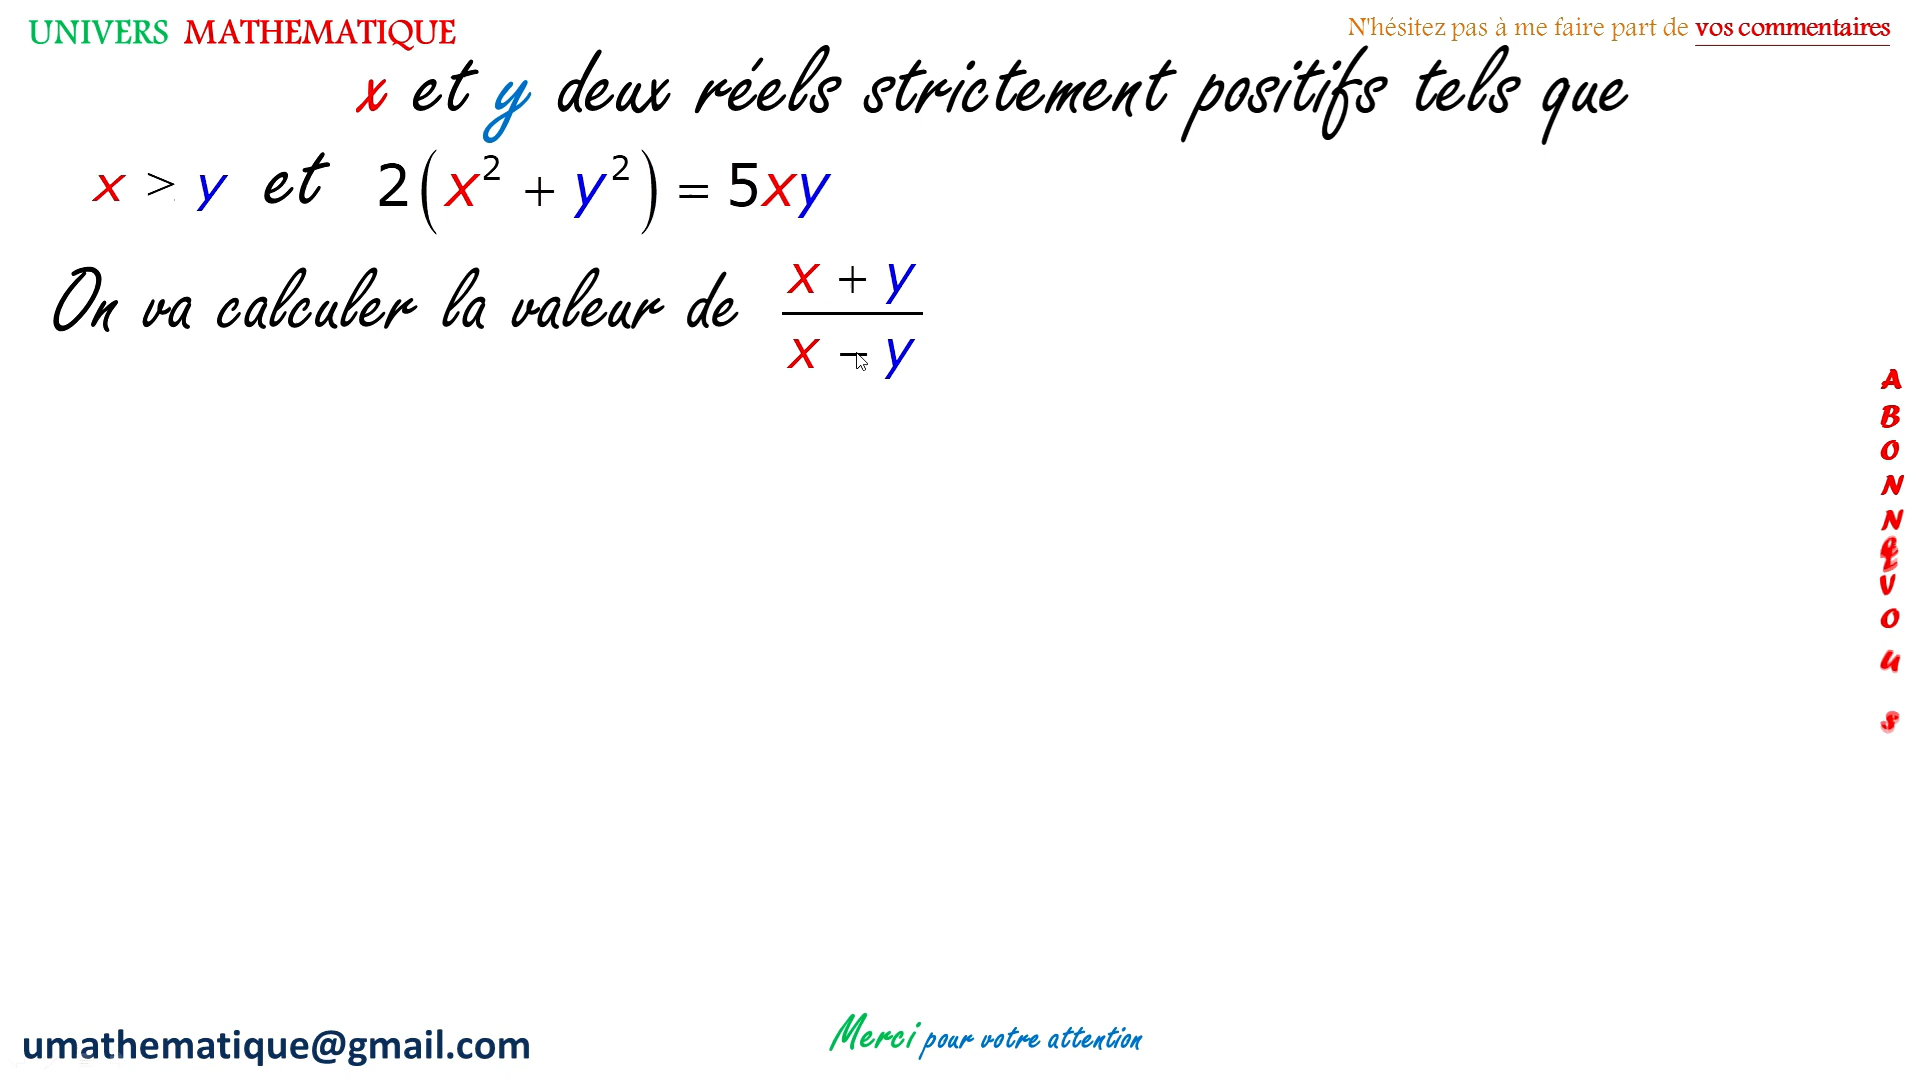 UNIVERS MATHEMATIQUE
N'hésitez pas à me faire part de vos commentaires
x et y deux réels strictement positifs tels que
x > y et 2(x² + y²) = 5xy
On va calculer la valeur de (x + y)/(x − y)
A
B
O
N
N
E
Z
V
O
U
S
umathematique@gmail.com
Merci pour votre attention